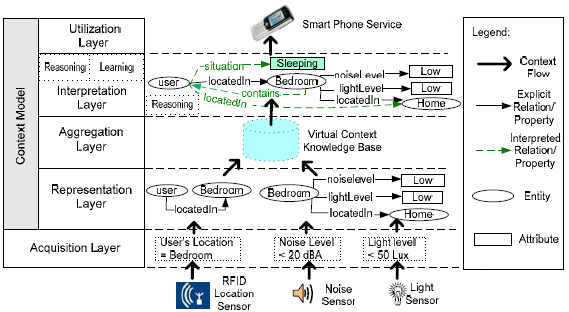 Utilization
Layer
Smart Phone Service
Reasoning
Learning
situation
Sleeping
user
locatedIn
Bedroom
noiseLevel
Low
lightLevel
Low
locatedIn
Home
contains
locatedIn
Interpretation
Layer
Reasoning
Aggregation
Layer
Virtual Context
Knowledge Base
Context Model
Representation
Layer
user
Bedroom
locatedIn
Bedroom
noiselevel
Low
lightLevel
Low
locatedIn
Home
Acquisition Layer
User's Location
= Bedroom
Noise Level
< 20 dBA
Light level
< 50 Lux
RFID
Location
Sensor
Noise
Sensor
Light
Sensor
Legend:
Context
Flow
Explicit
Relation/
Property
Interpreted
Relation/
Property
Entity
Attribute